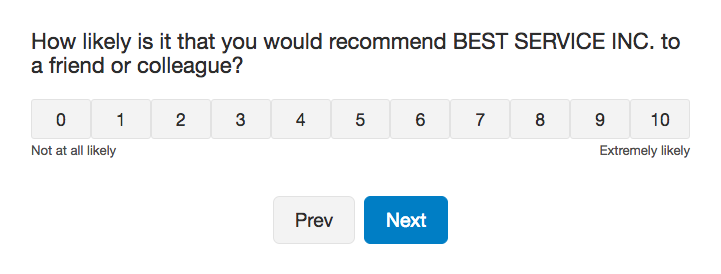 How likely is it that you would recommend BEST SERVICE INC. to
a friend or colleague?
0 1 2 3 4 5 6 7 8 9 10
Not at all likely Extremely likely
Prev Next